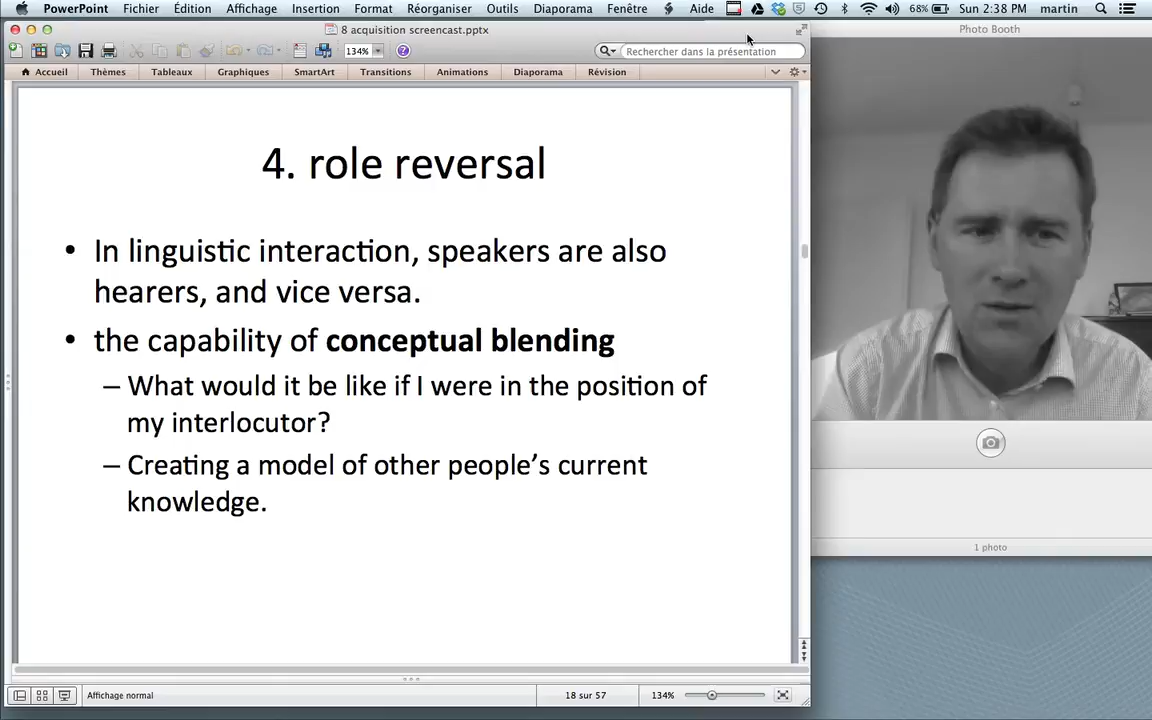 PowerPoint Fichier Édition Affichage Insertion Format Réorganiser Outils Diaporama Fenêtre Aide 68% Sun 2:38 PM martin
8 acquisition screencast.pptx
Photo Booth
134% Rechercher dans la présentation
Accueil Thèmes Tableaux Graphiques SmartArt Transitions Animations Diaporama Révision
4. role reversal
• In linguistic interaction, speakers are also
hearers, and vice versa.
• the capability of conceptual blending
– What would it be like if I were in the position of
my interlocutor?
– Creating a model of other people’s current
knowledge.
1 photo
Affichage normal 18 sur 57 134%